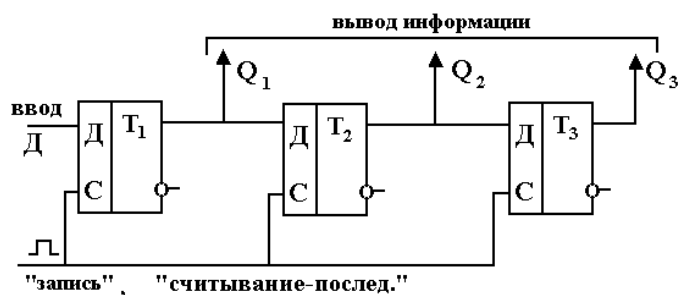 вывод информации
Q1 Q2 Q3
ввод
Д Д T1 Д T2 Д T3
С С С
"запись" , "считывание-послед."